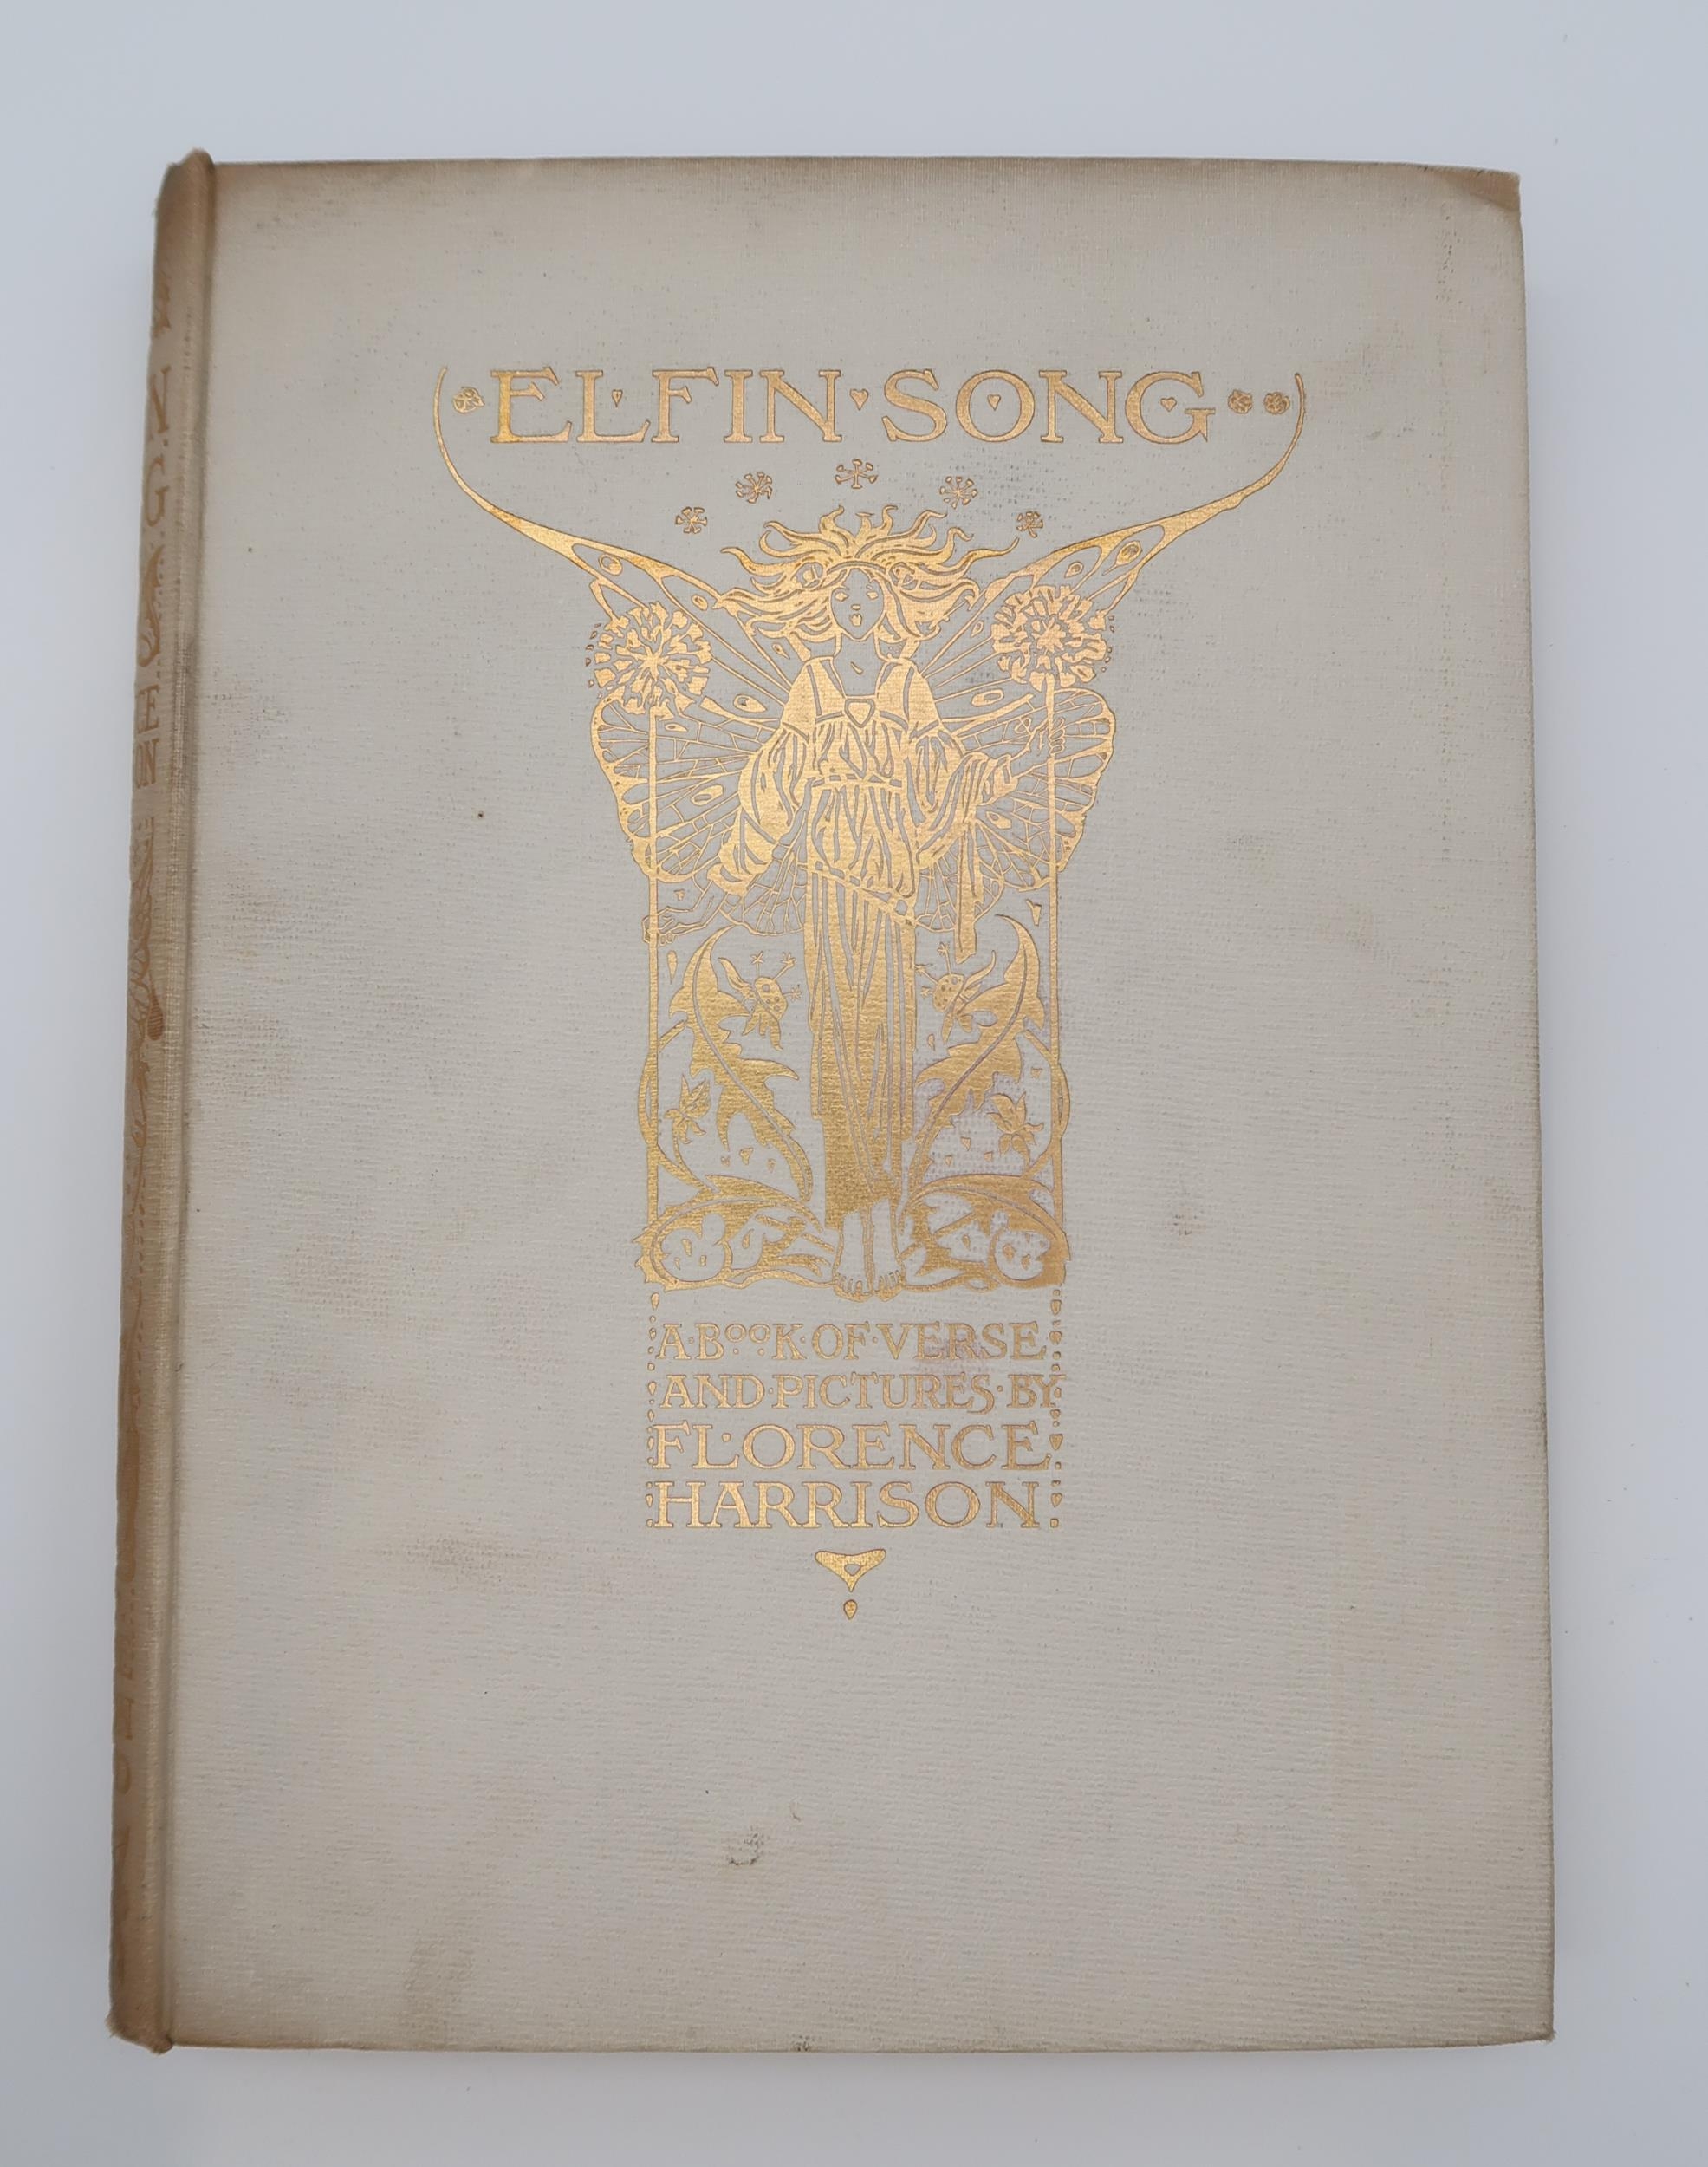 ELFIN·SONG
A·BOOK·OF·VERSE
AND·PICTURES·BY
FLORENCE
HARRISON